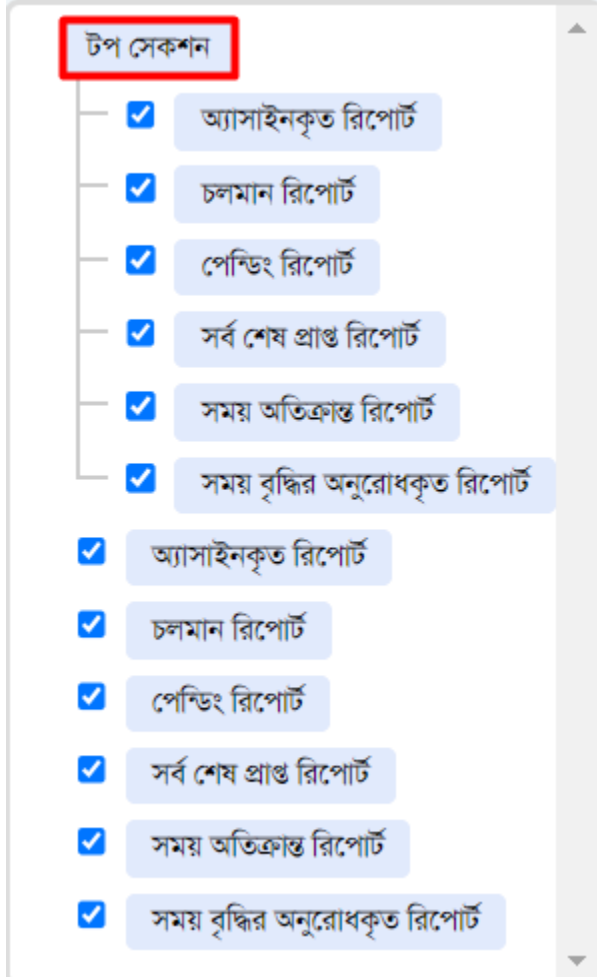 টপ সেকশন
অ্যাসাইনকৃত রিপোর্ট
চলমান রিপোর্ট
পেন্ডিং রিপোর্ট
সর্ব শেষ প্রাপ্ত রিপোর্ট
সময় অতিক্রান্ত রিপোর্ট
সময় বৃদ্ধির অনুরোধকৃত রিপোর্ট
অ্যাসাইনকৃত রিপোর্ট
চলমান রিপোর্ট
পেন্ডিং রিপোর্ট
সর্ব শেষ প্রাপ্ত রিপোর্ট
সময় অতিক্রান্ত রিপোর্ট
সময় বৃদ্ধির অনুরোধকৃত রিপোর্ট